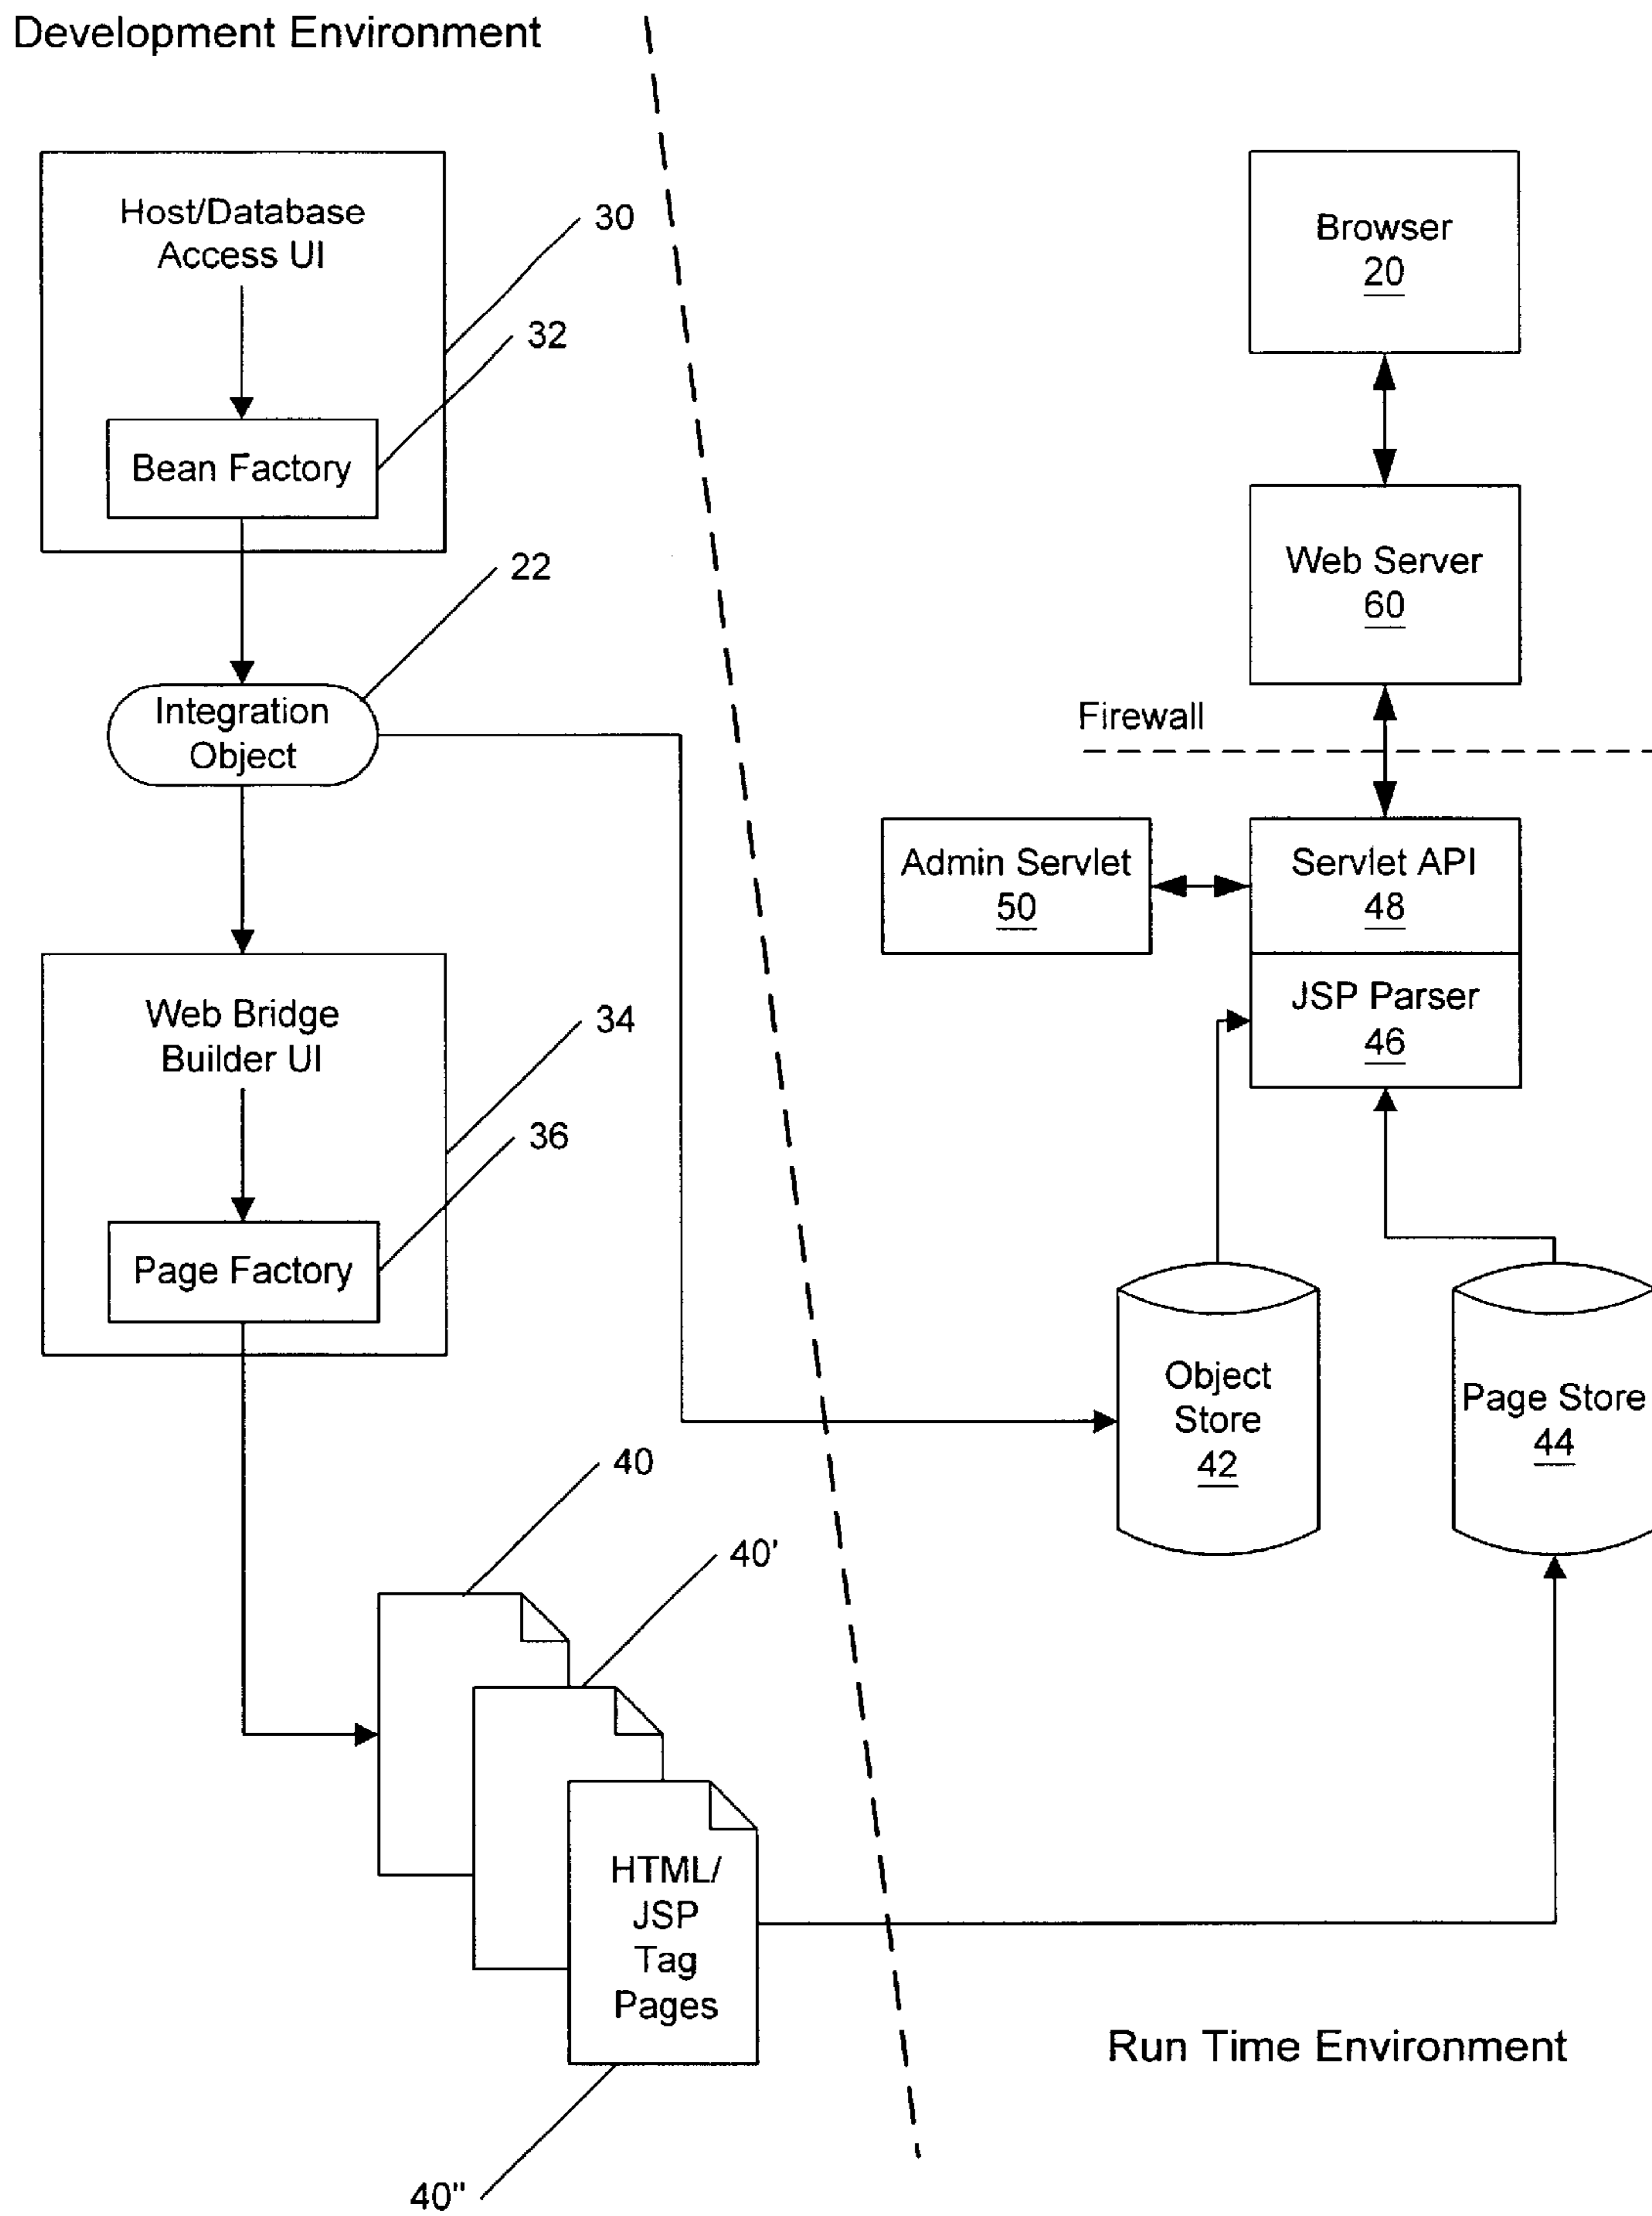 Development Environment
Host/Database
Access UI
30
32
Bean Factory
22
Integration
Object
Web Bridge
Builder UI
34
36
Page Factory
40
40'
HTML/
JSP
Tag
Pages
40"
Browser
20
Web Server
60
Firewall
Admin Servlet
50
Servlet API
48
JSP Parser
46
Object
Store
42
Page Store
44
Run Time Environment